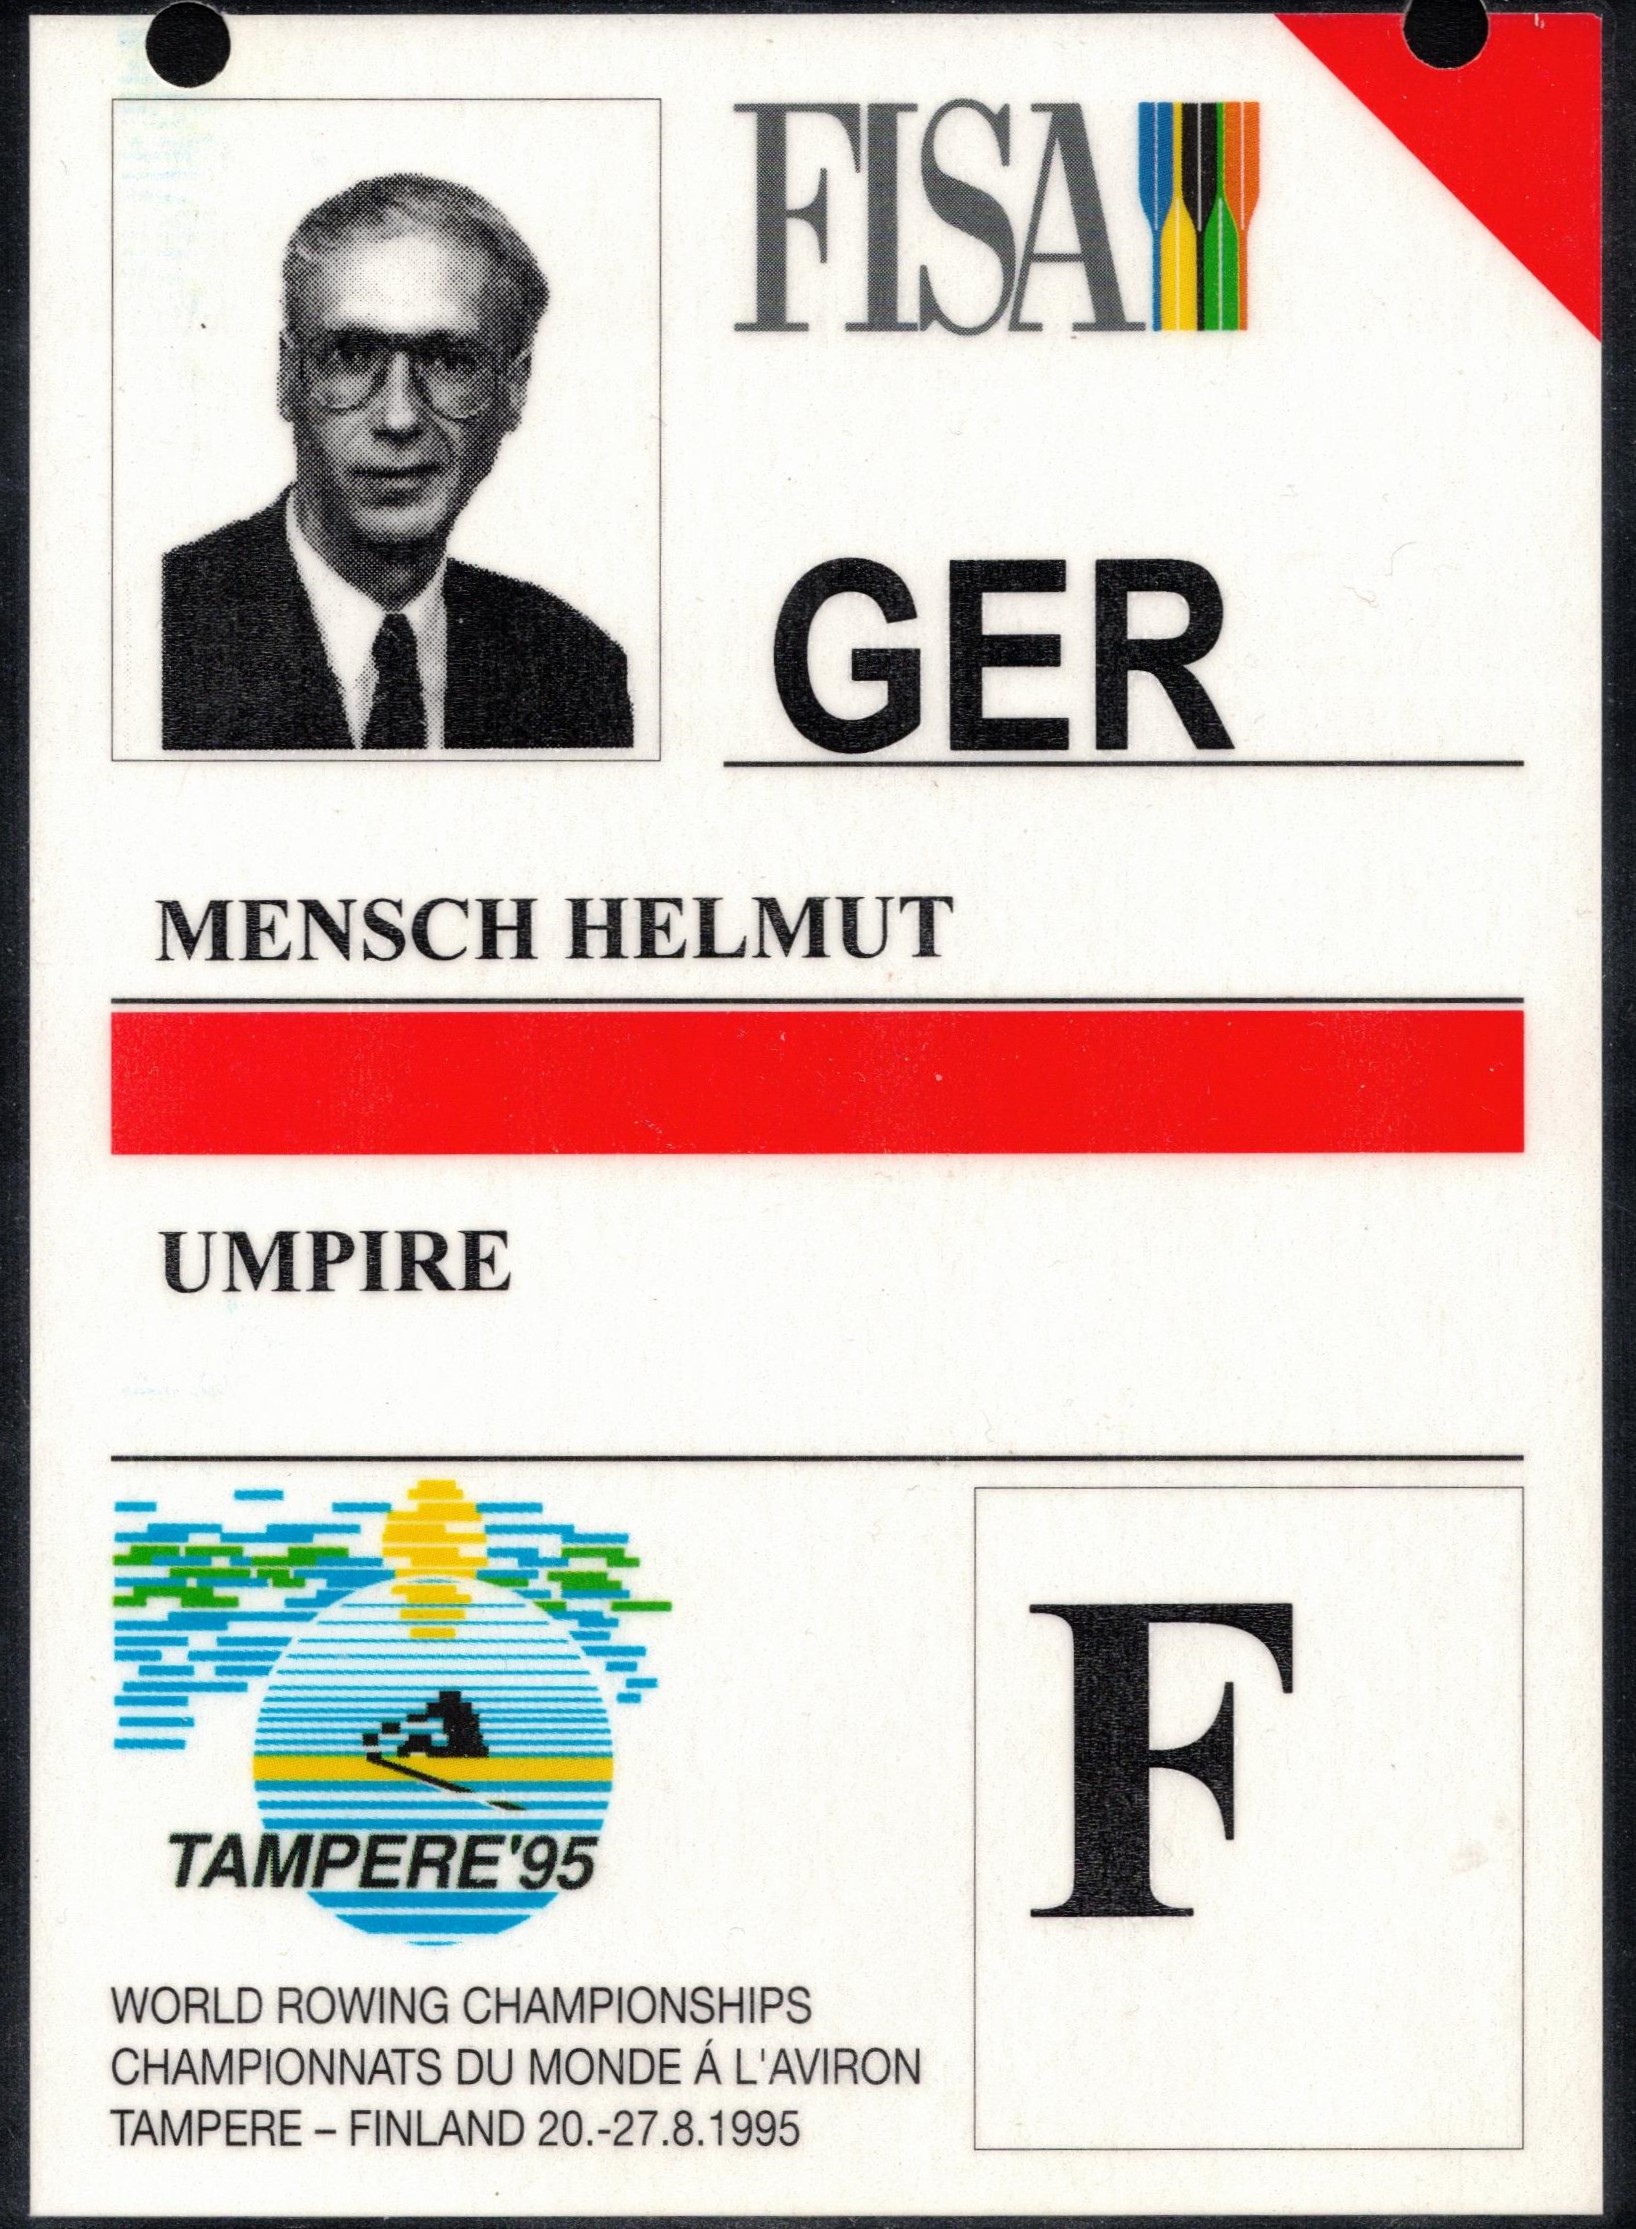 FISA
GER
MENSCH HELMUT
UMPIRE
TAMPERE'95
F
WORLD ROWING CHAMPIONSHIPS
CHAMPIONNATS DU MONDE Á L'AVIRON
TAMPERE – FINLAND 20.-27.8.1995